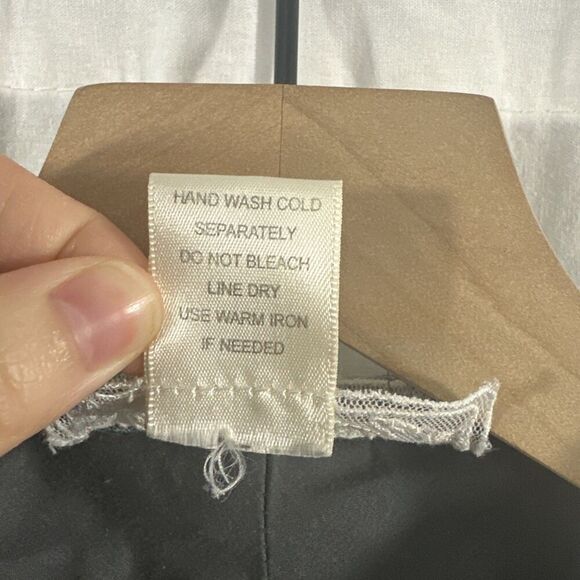 HAND WASH COLD
SEPARATELY
DO NOT BLEACH
LINE DRY
USE WARM IRON
IF NEEDED